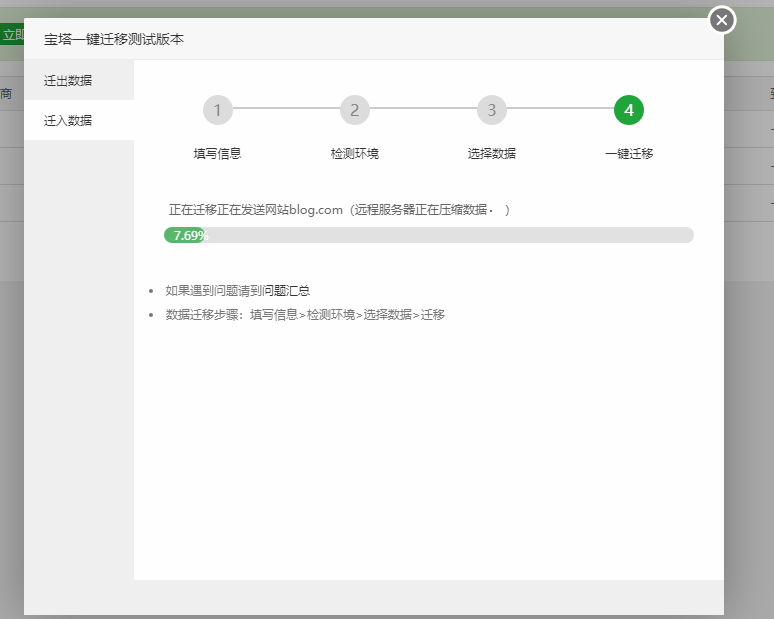 宝塔一键迁移测试版本
立即
商
迁出数据
迁入数据
1
2
3
4
填写信息
检测环境
选择数据
一键迁移
正在迁移正在发送网站blog.com（远程服务器正在压缩数据· ）
7.69%
如果遇到问题请到问题汇总
数据迁移步骤：填写信息>检测环境>选择数据>迁移